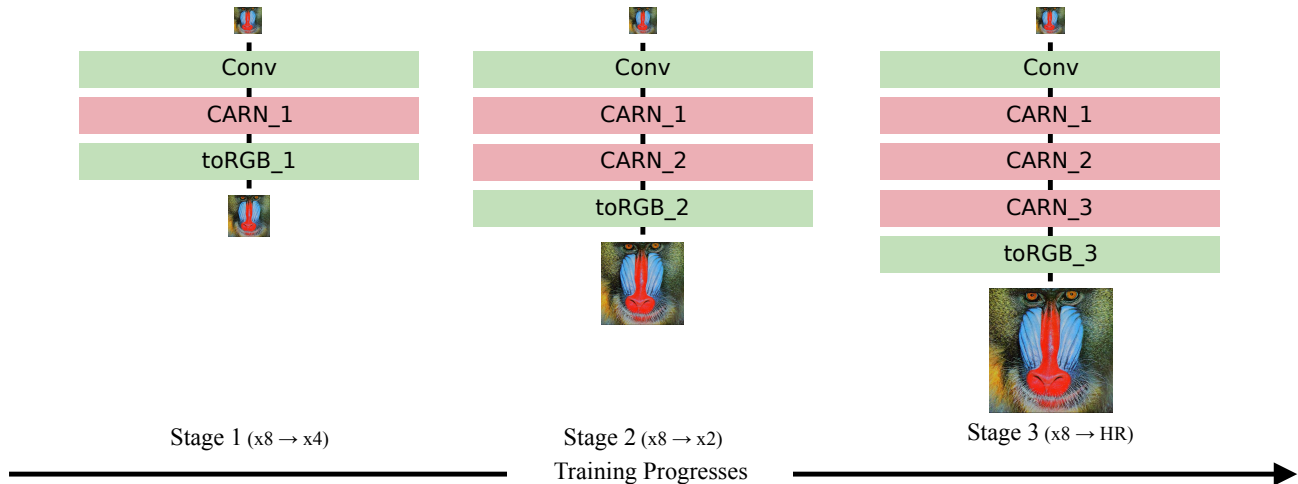 Conv
CARN_1
toRGB_1
Stage 1 (x8 → x4)
Conv
CARN_1
CARN_2
toRGB_2
Stage 2 (x8 → x2)
Conv
CARN_1
CARN_2
CARN_3
toRGB_3
Stage 3 (x8 → HR)
Training Progresses